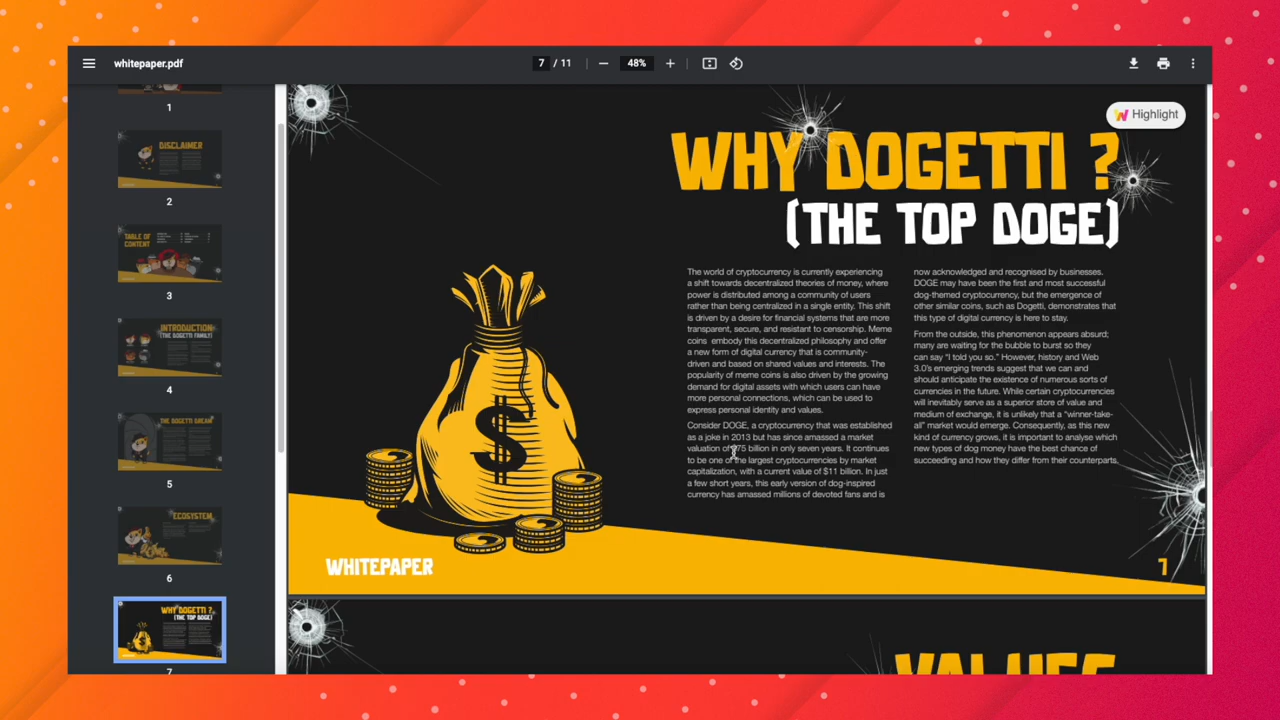 whitepaper.pdf
7 / 11
48%
Highlight
1
DISCLAIMER
2
TABLE OF
CONTENT
3
INTRODUCTION
(THE DOGETTI FAMILY)
4
THE DOGETTI DREAM
5
ECOSYSTEM
6
WHY DOGETTI ?
(THE TOP DOGE)
7
WHY DOGETTI ?
(THE TOP DOGE)
The world of cryptocurrency is currently experiencing
a shift towards decentralized theories of money, where
power is distributed among a community of users
rather than being centralized in a single entity. This shift
is driven by a desire for financial systems that are more
transparent, secure, and resistant to censorship. Meme
coins embody this decentralized philosophy and offer
a new form of digital currency that is community-
driven and based on shared values and interests. The
popularity of meme coins is also driven by the growing
demand for digital assets with which users can have
more personal connections, which can be used to
express personal identity and values.
Consider DOGE, a cryptocurrency that was established
as a joke in 2013 but has since amassed a market
valuation of $75 billion in only seven years. It continues
to be one of the largest cryptocurrencies by market
capitalization, with a current value of $11 billion. In just
a few short years, this early version of dog-inspired
currency has amassed millions of devoted fans and is
now acknowledged and recognised by businesses.
DOGE may have been the first and most successful
dog-themed cryptocurrency, but the emergence of
other similar coins, such as Dogetti, demonstrates that
this type of digital currency is here to stay.
From the outside, this phenomenon appears absurd;
many are waiting for the bubble to burst so they
can say “I told you so.” However, history and Web
3.0’s emerging trends suggest that we can and
should anticipate the existence of numerous sorts of
currencies in the future. While certain cryptocurrencies
will inevitably serve as a superior store of value and
medium of exchange, it is unlikely that a “winner-take-
all” market would emerge. Consequently, as this new
kind of currency grows, it is important to analyse which
new types of dog money have the best chance of
succeeding and how they differ from their counterparts.
WHITEPAPER
7
VALUES